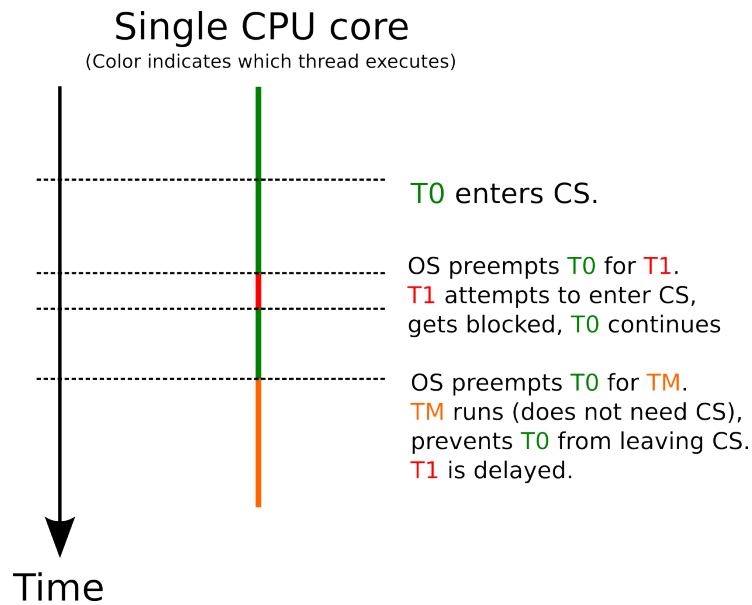 Single CPU core
(Color indicates which thread executes)
T0 enters CS.
OS preempts T0 for T1.
T1 attempts to enter CS,
gets blocked, T0 continues
OS preempts T0 for TM.
TM runs (does not need CS),
prevents T0 from leaving CS.
T1 is delayed.
Time